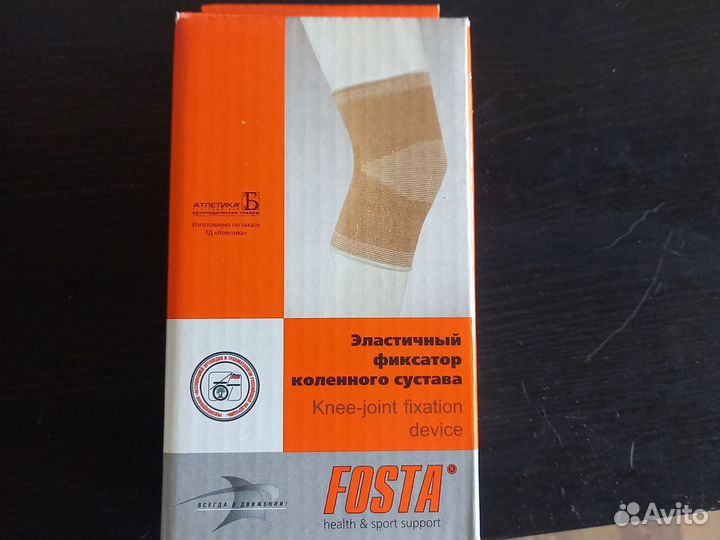 АТЛЕТИКА Б
ортопедические товары
Изготовлено по заказу
ТД «Атлетика»
Эластичный
фиксатор
коленного сустава
Knee-joint fixation
device
ВСЕГДА В ДВИЖЕНИИ!
FOSTA®
health & sport support
Avito